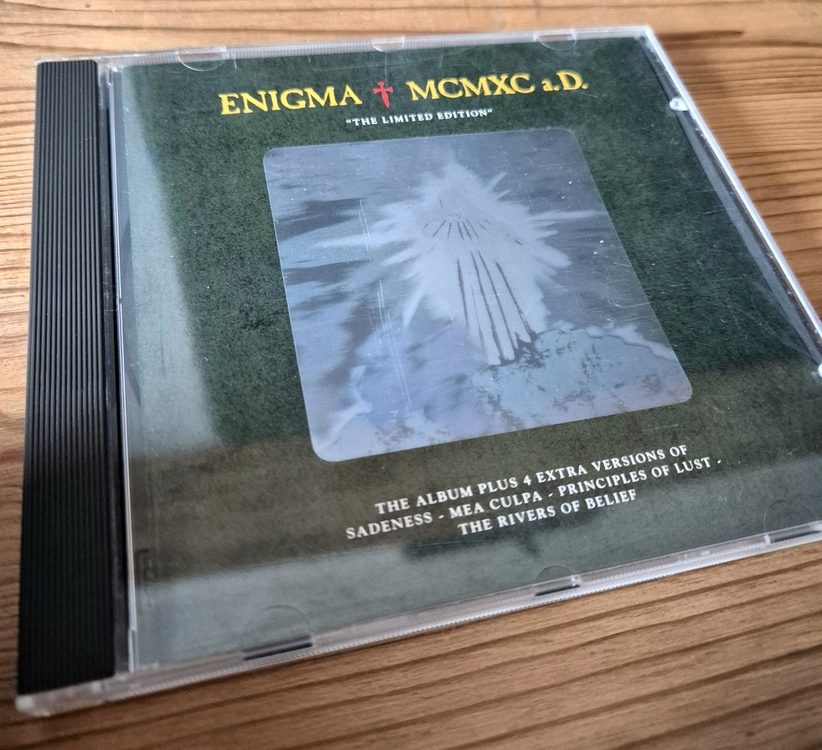 ENIGMA † MCMXC a.D.
"THE LIMITED EDITION"
THE ALBUM PLUS 4 EXTRA VERSIONS OF
SADENESS - MEA CULPA - PRINCIPLES OF LUST -
THE RIVERS OF BELIEF